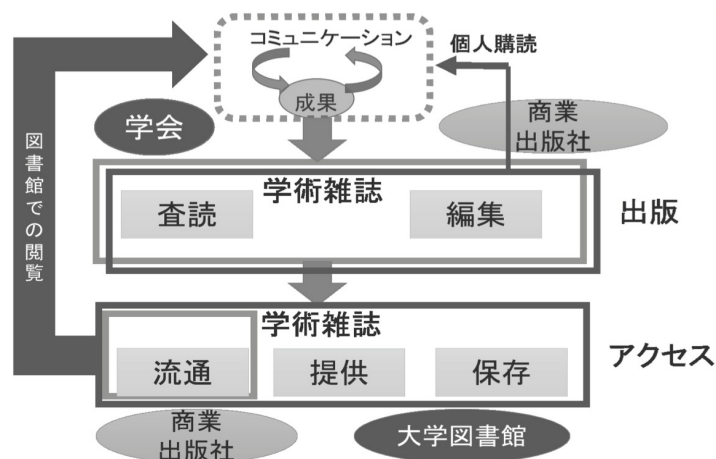 コミュニケーション
成果
個人購読
学会
商業
出版社
図書館での閲覧
学術雑誌
査読
編集
出版
学術雑誌
流通
提供
保存
アクセス
商業
出版社
大学図書館